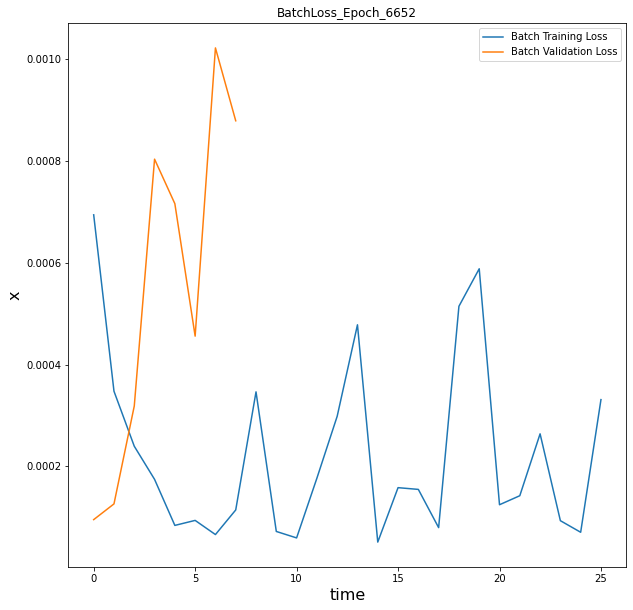 BatchLoss_Epoch_6652
Batch Training Loss
Batch Validation Loss
0.0010
0.0008
0.0006
0.0004
0.0002
x
0 5 10 15 20 25
time